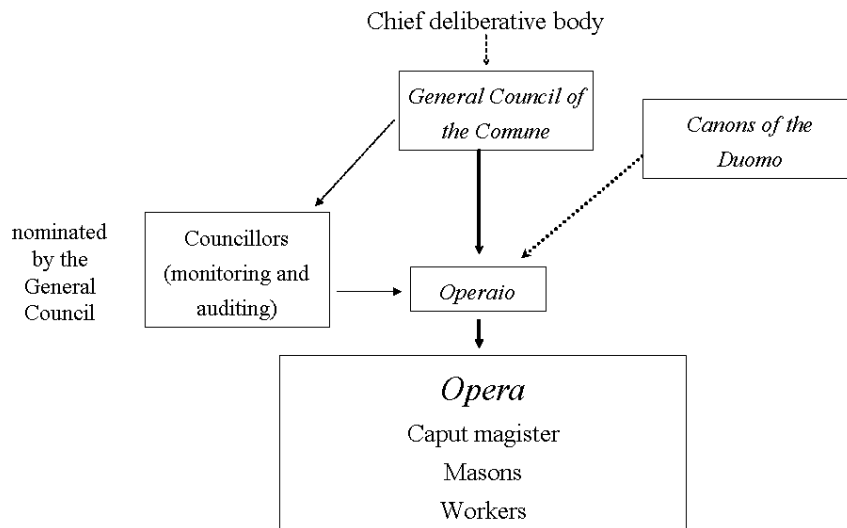 Chief deliberative body
General Council of
the Comune
Canons of the
Duomo
nominated
by the
General
Council
Councillors
(monitoring and
auditing)
Operaio
Opera
Caput magister
Masons
Workers